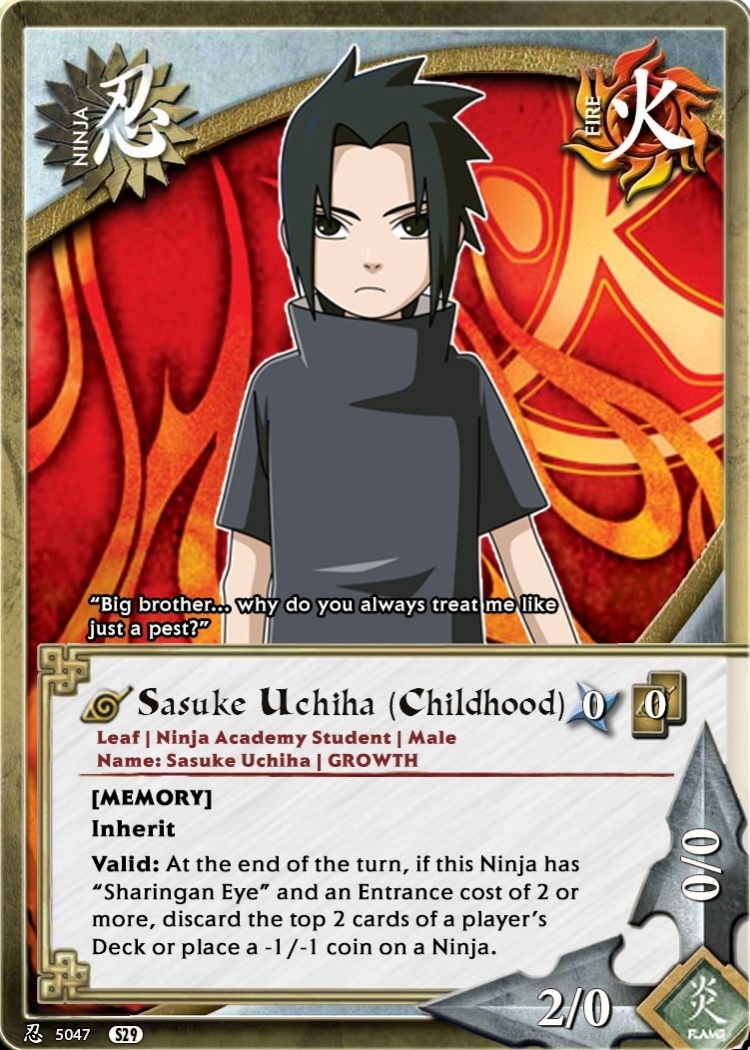 NINJA
忍
FIRE
火
“Big brother... why do you always treat me like
just a pest?”
Sasuke Uchiha (Childhood) 0 0
Leaf | Ninja Academy Student | Male
Name: Sasuke Uchiha | GROWTH
[MEMORY]
Inherit
Valid: At the end of the turn, if this Ninja has
“Sharingan Eye” and an Entrance cost of 2 or
more, discard the top 2 cards of a player’s
Deck or place a -1/-1 coin on a Ninja.
0/0
2/0
炎
FLAME
忍 5047 S29